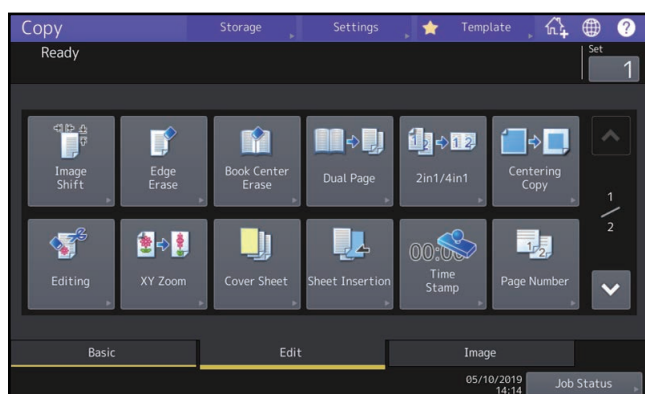 Copy
Storage
Settings
Template
?
Ready
Set
1
Image
Shift
Edge
Erase
Book Center
Erase
Dual Page
2in1/4in1
Centering
Copy
1
2
Editing
XY Zoom
Cover Sheet
Sheet Insertion
00:00
Time
Stamp
Page Number
Basic
Edit
Image
05/10/2019
14:14
Job Status